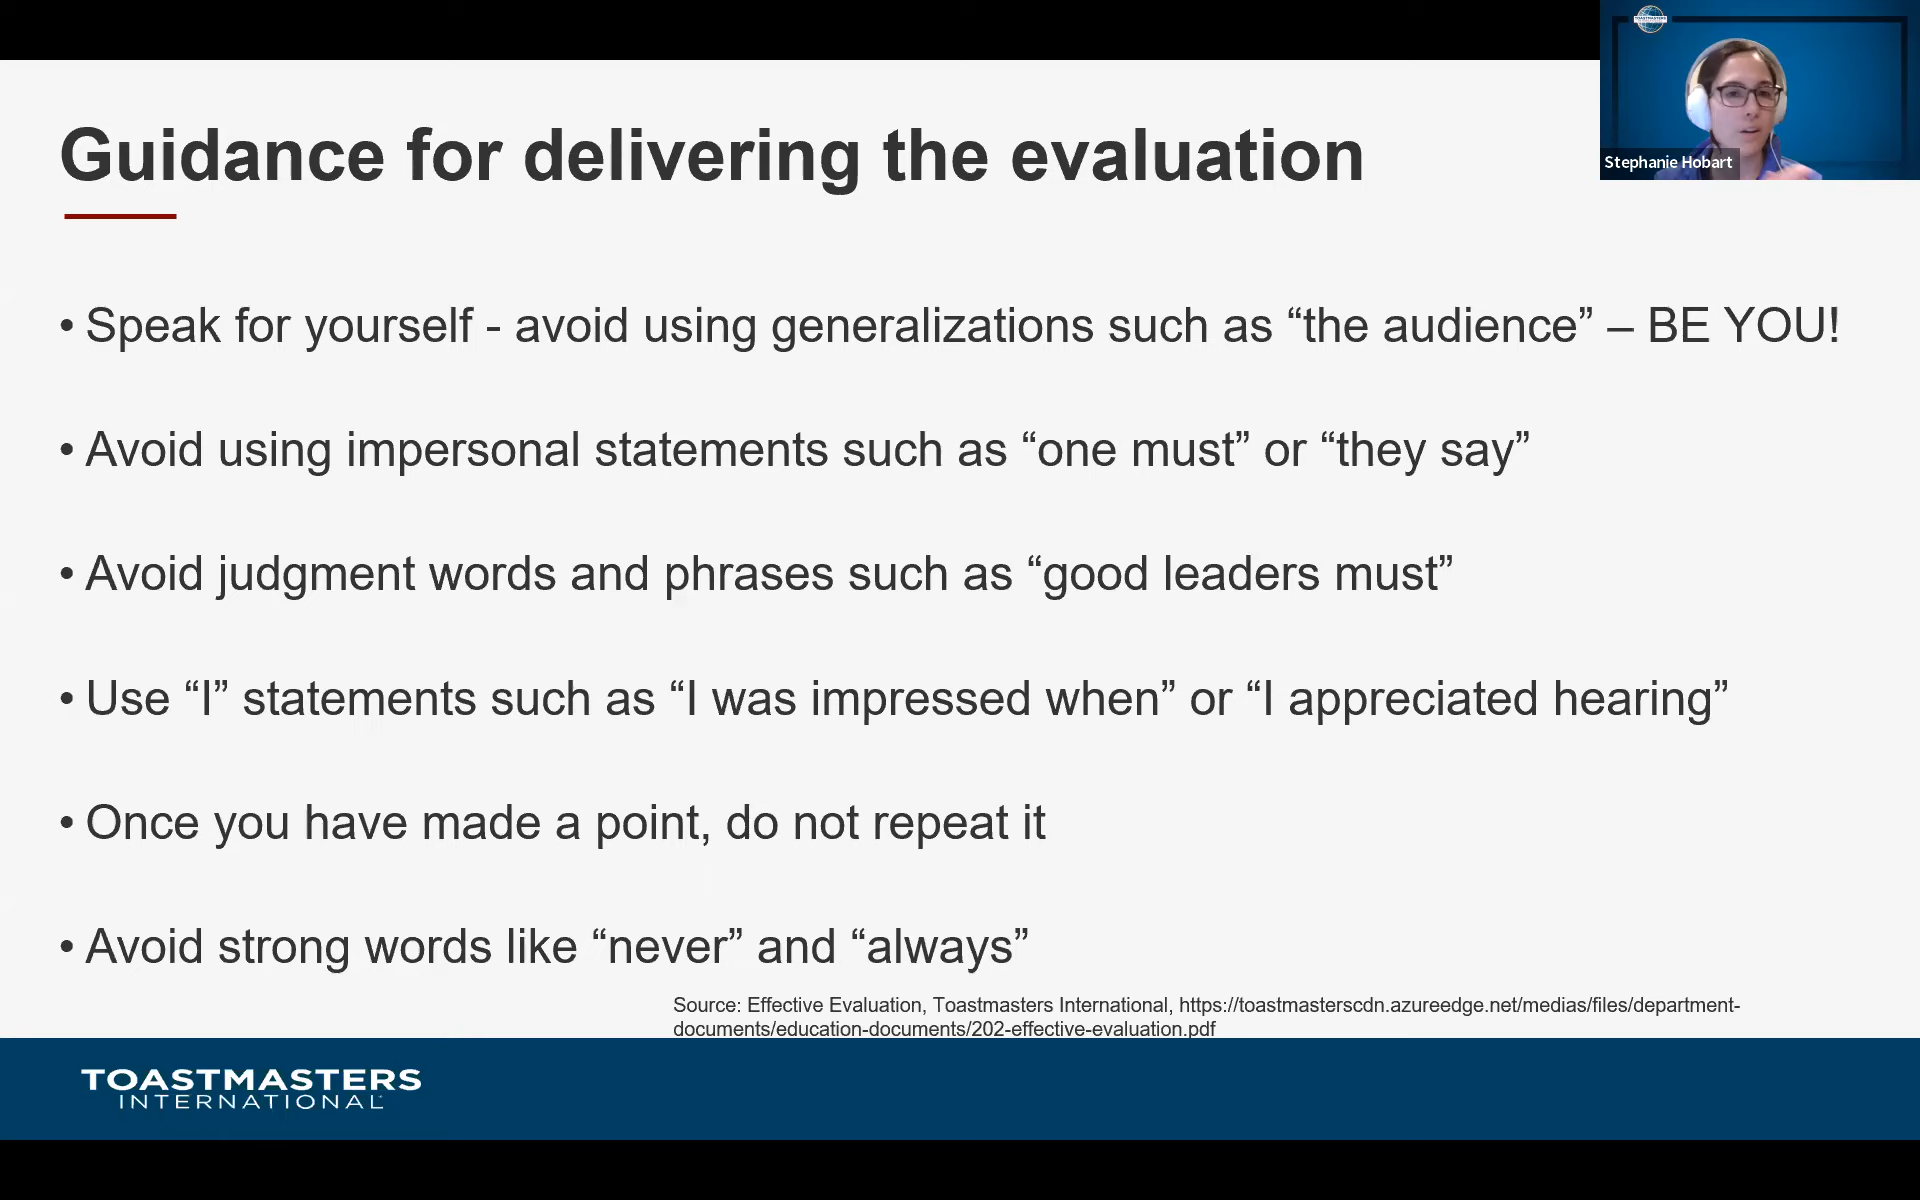 Guidance for delivering the evaluation
Stephanie Hobart
• Speak for yourself - avoid using generalizations such as “the audience” – BE YOU!
• Avoid using impersonal statements such as “one must” or “they say”
• Avoid judgment words and phrases such as “good leaders must”
• Use “I” statements such as “I was impressed when” or “I appreciated hearing”
• Once you have made a point, do not repeat it
• Avoid strong words like “never” and “always”
Source: Effective Evaluation, Toastmasters International, https://toastmasterscdn.azureedge.net/medias/files/department-
documents/education-documents/202-effective-evaluation.pdf
TOASTMASTERS
INTERNATIONAL